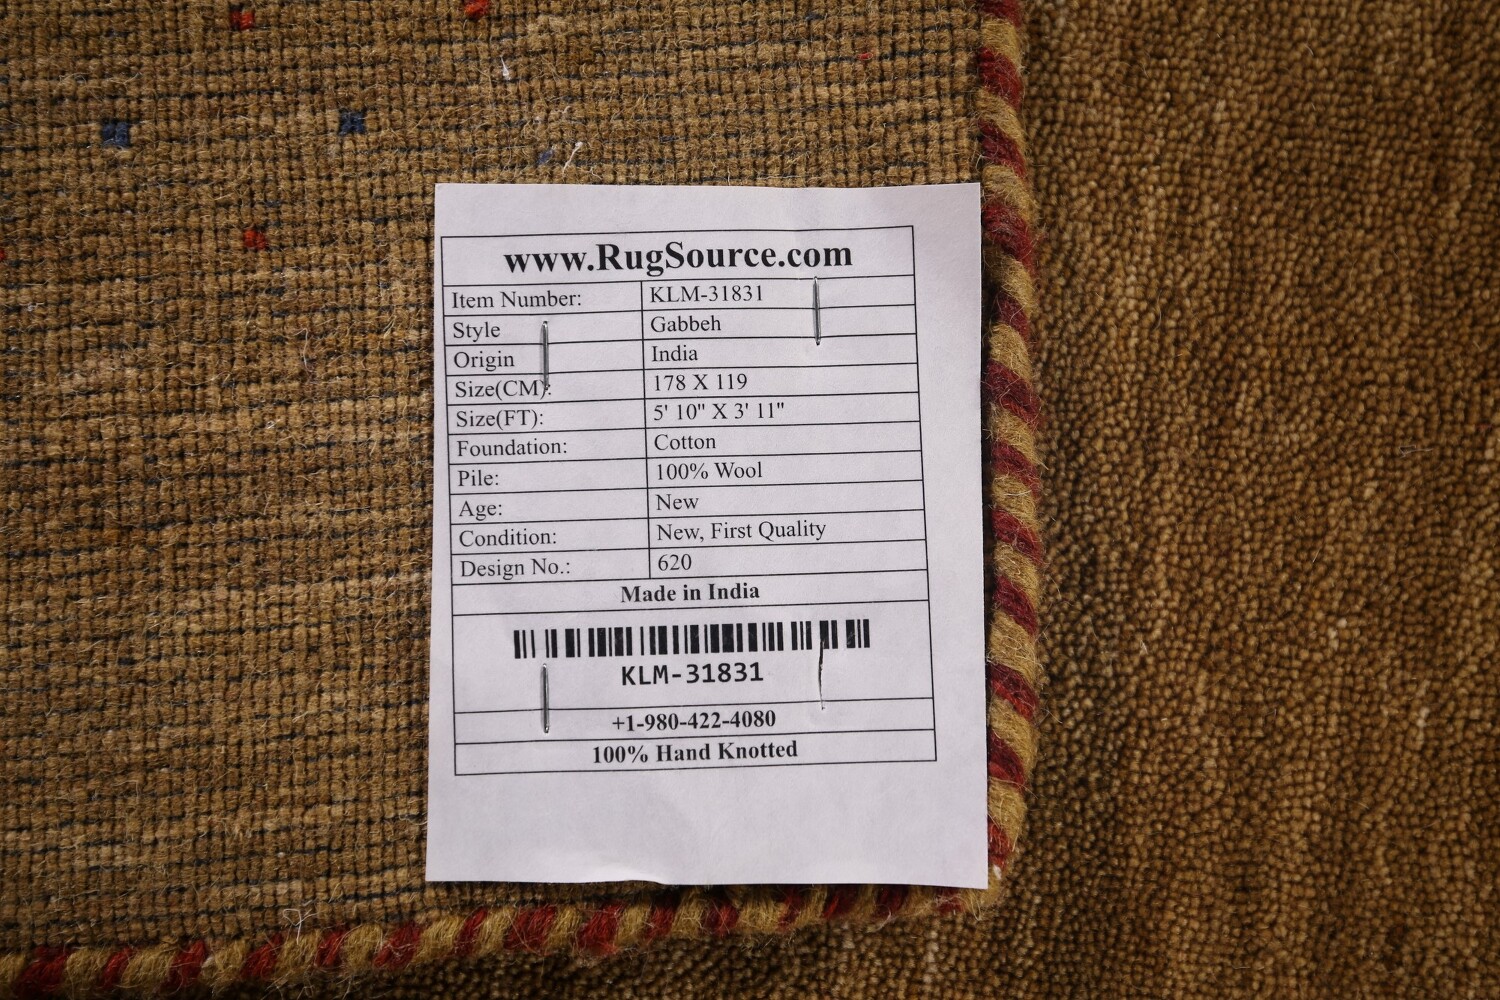 www.RugSource.com
Item Number: KLM-31831
Style Gabbeh
Origin India
Size(CM): 178 X 119
Size(FT): 5' 10" X 3' 11"
Foundation: Cotton
Pile: 100% Wool
Age: New
Condition: New, First Quality
Design No.: 620
Made in India
KLM-31831
+1-980-422-4080
100% Hand Knotted